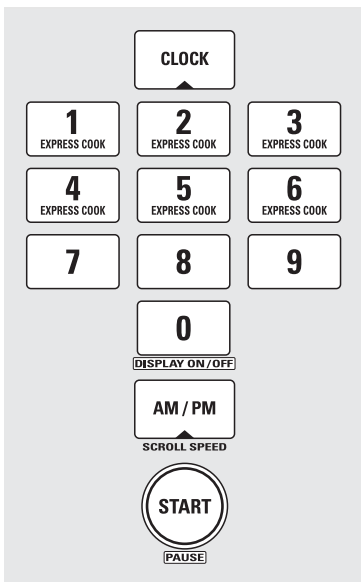 CLOCK
1 2 3
EXPRESS COOK EXPRESS COOK EXPRESS COOK
4 5 6
EXPRESS COOK EXPRESS COOK EXPRESS COOK
7 8 9
0
DISPLAY ON/OFF
AM / PM
SCROLL SPEED
START
PAUSE